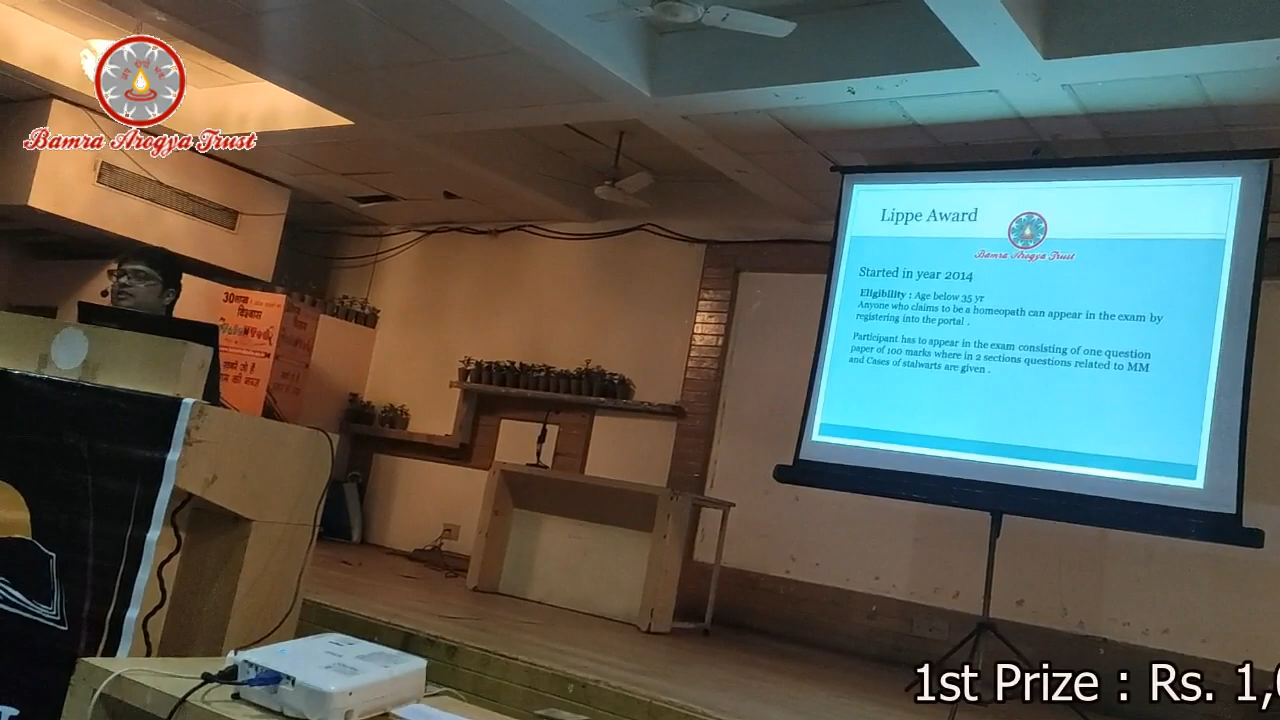 Bamra Arogya Trust
Lippe Award
Bamra Arogya Trust
Started in year 2014
Eligibility : Age below 35 yr
Anyone who claims to be a homeopath can appear in the exam by
registering into the portal .
Participant has to appear in the exam consisting of one question
paper of 100 marks where in 2 sections questions related to MM
and Cases of stalwarts are given .
विश्वास
1st Prize : Rs. 1,